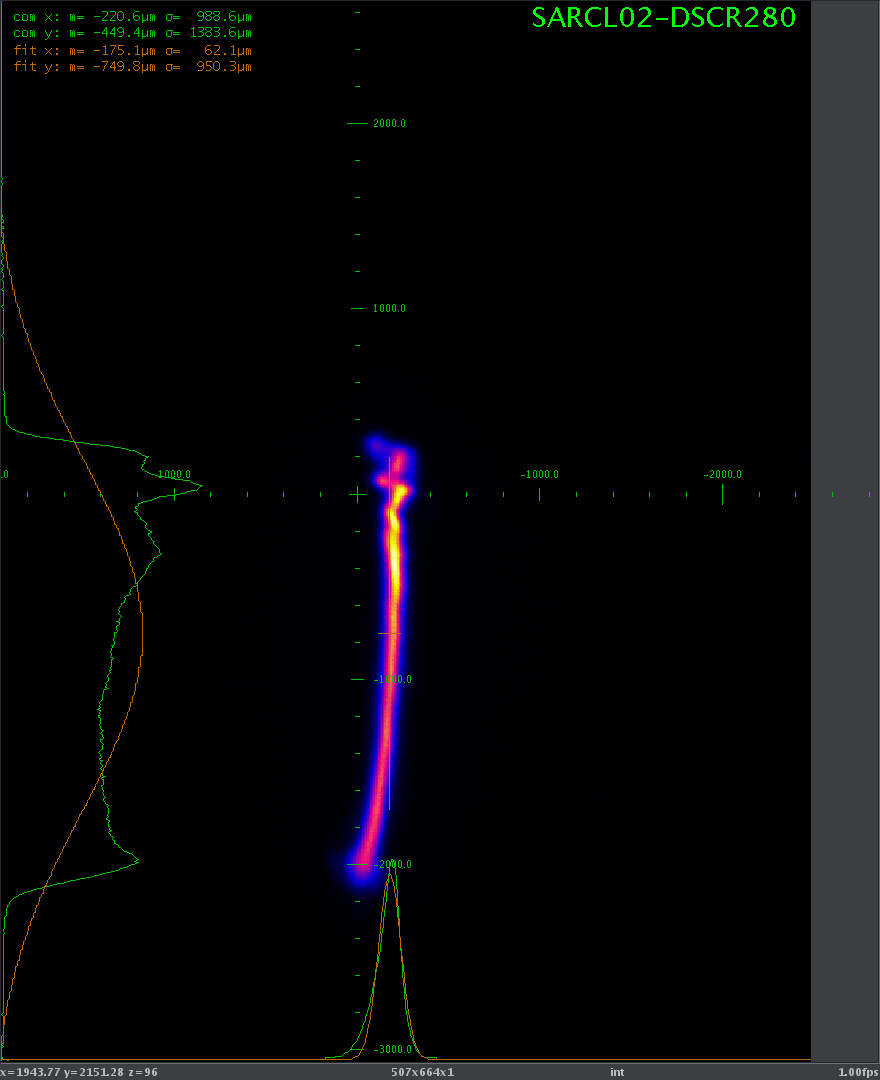 com x: m= -220.6µm σ= 988.6µm
com y: m= -449.4µm σ= 1383.6µm
fit x: m= -175.1µm σ= 62.1µm
fit y: m= -749.8µm σ= 950.3µm
SARCL02-DSCR280
2000.0
1000.0
.0 1000.0 -1000.0 -2000.0
-1000.0
-2000.0
-3000.0
x=1943.77 y=2151.28 z=96 507x664x1 int 1.00fps